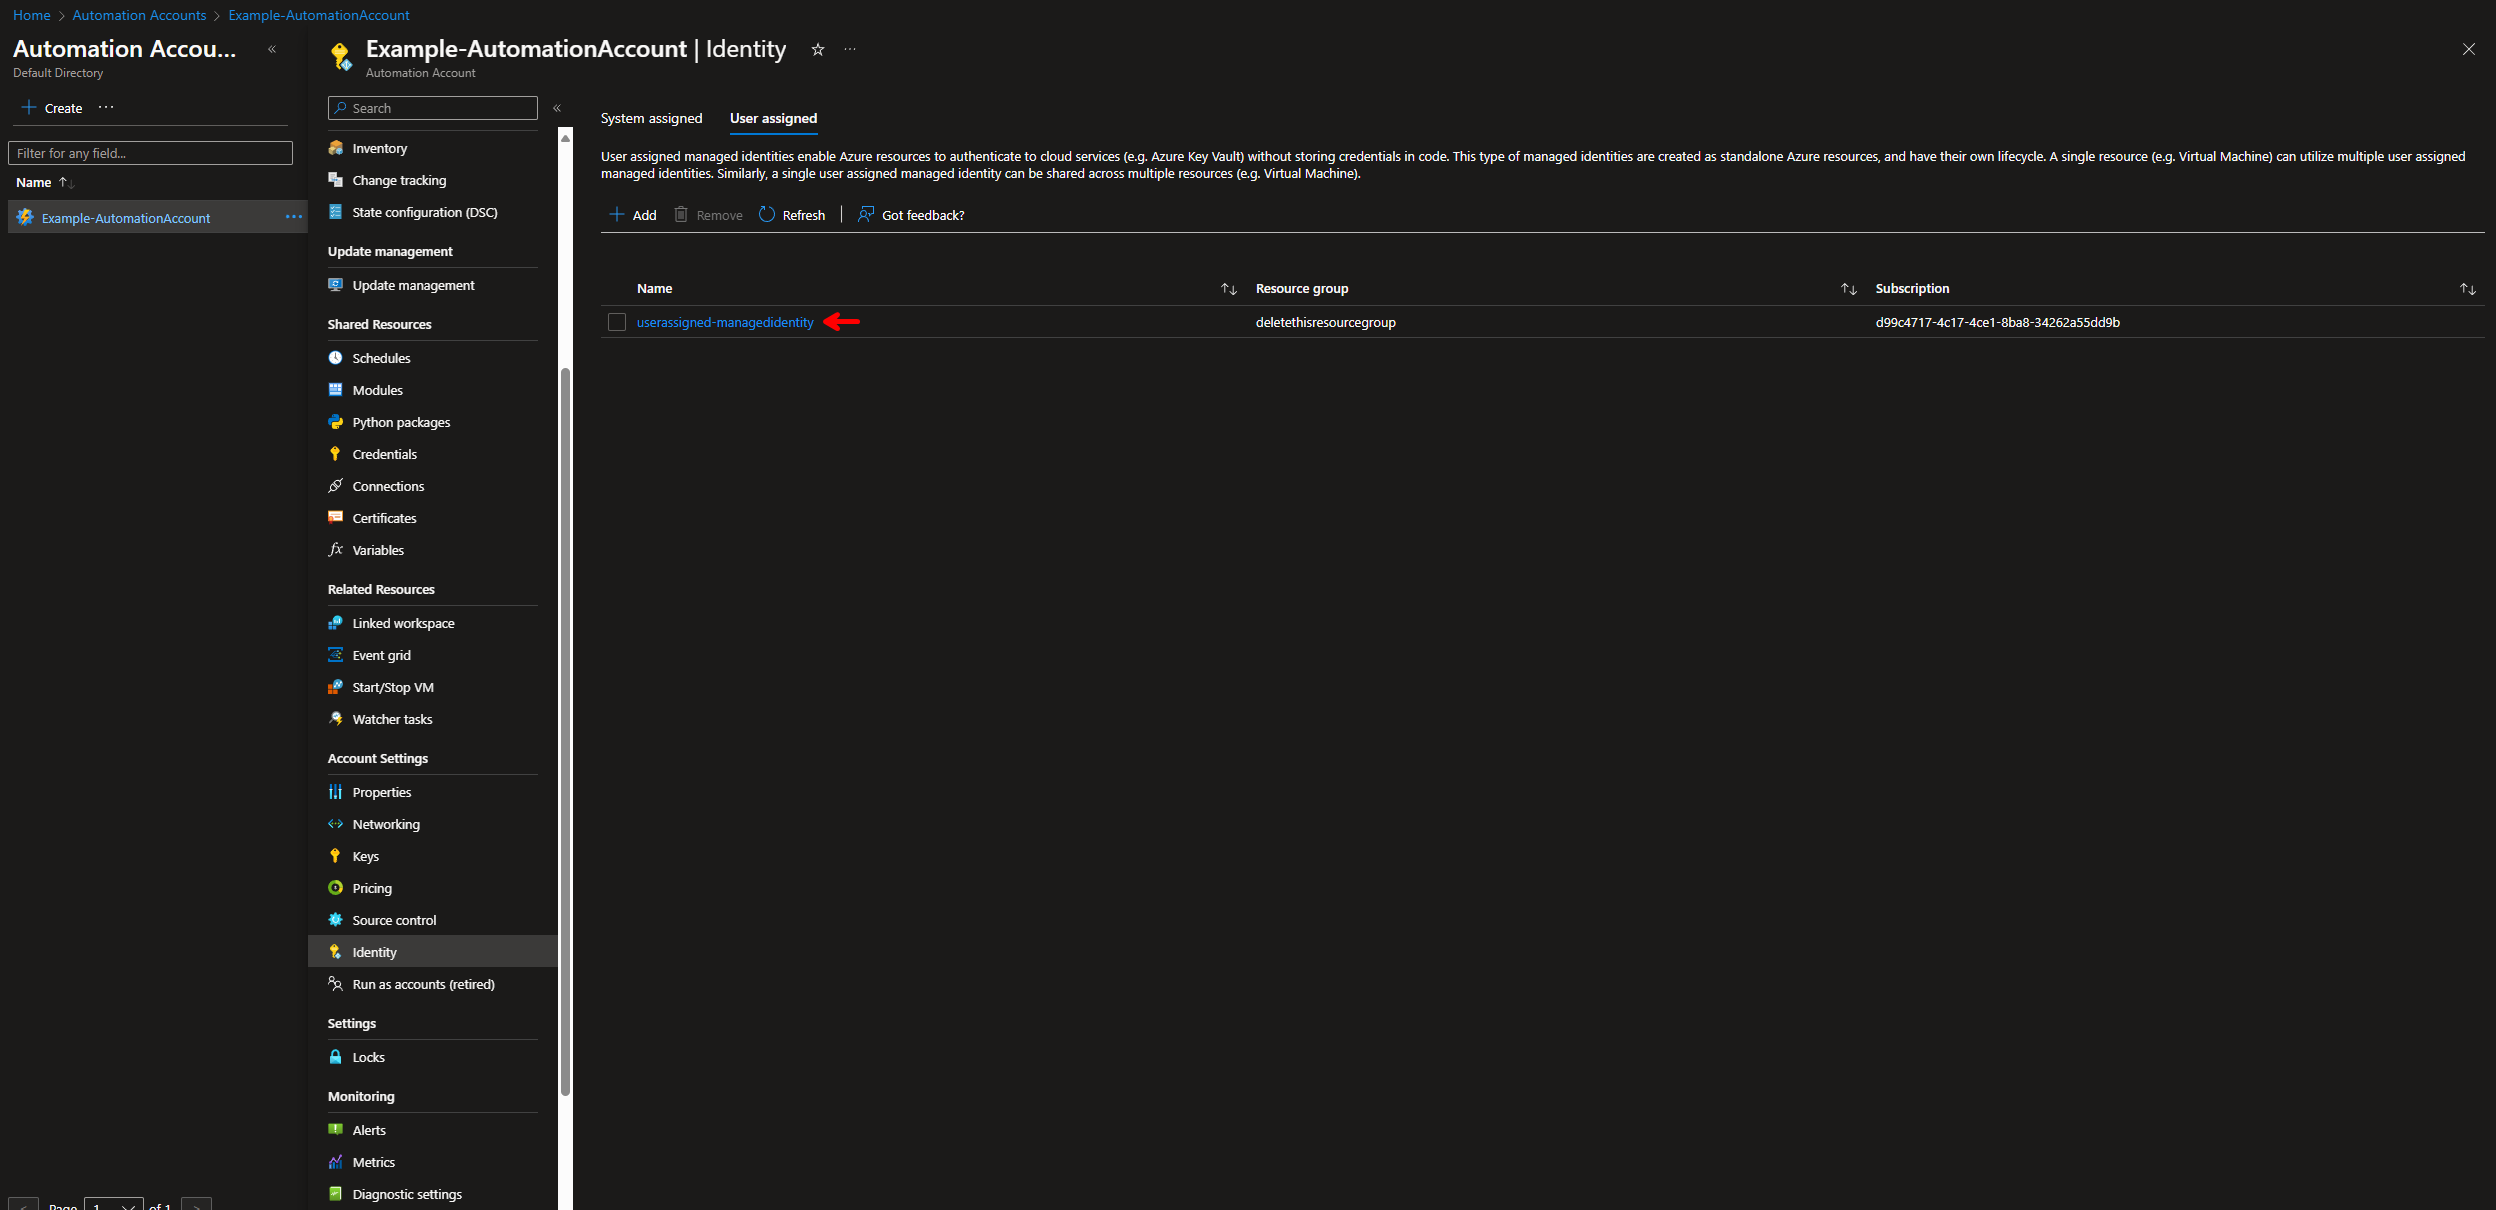 Home > Automation Accounts > Example-AutomationAccount
Automation Accou...
Default Directory
Create
Filter for any field...
Name
Example-AutomationAccount
Page 1 of 1
Example-AutomationAccount | Identity
Automation Account
Search
Inventory
Change tracking
State configuration (DSC)
Update management
Update management
Shared Resources
Schedules
Modules
Python packages
Credentials
Connections
Certificates
Variables
Related Resources
Linked workspace
Event grid
Start/Stop VM
Watcher tasks
Account Settings
Properties
Networking
Keys
Pricing
Source control
Identity
Run as accounts (retired)
Settings
Locks
Monitoring
Alerts
Metrics
Diagnostic settings
System assigned User assigned
User assigned managed identities enable Azure resources to authenticate to cloud services (e.g. Azure Key Vault) without storing credentials in code. This type of managed identities are created as standalone Azure resources, and have their own lifecycle. A single resource (e.g. Virtual Machine) can utilize multiple user assigned
managed identities. Similarly, a single user assigned managed identity can be shared across multiple resources (e.g. Virtual Machine).
Add Remove Refresh | Got feedback?
Name Resource group Subscription
userassigned-managedidentity deletethisresourcegroup d99c4717-4c17-4ce1-8ba8-34262a55dd9b